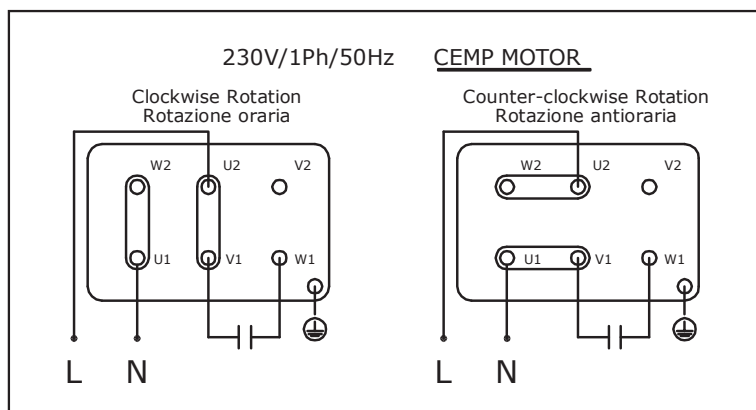 230V/1Ph/50Hz CEMP MOTOR
Clockwise Rotation
Rotazione oraria
W2 U2 V2
U1 V1 W1
L N
Counter-clockwise Rotation
Rotazione antioraria
W2 U2 V2
U1 V1 W1
L N